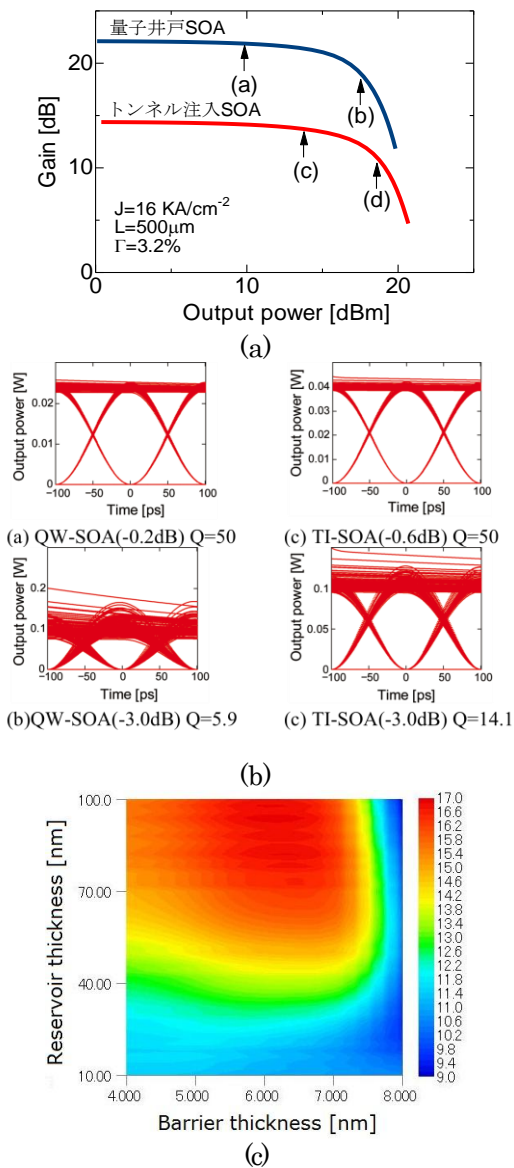 量子井戸SOA
トンネル注入SOA
(a)
(b)
(c)
(d)
Gain [dB]
25
15
5
J=16 KA/cm-2
L=500μm
Γ=3.2%
0
10
20
Output power [dBm]
(a)
Output power [W]
0.02
0.01
0
-100
-50
0
50
100
Time [ps]
(a) QW-SOA(-0.2dB) Q=50
Output power [W]
0.04
0.03
0.02
0.01
0
-100
-50
0
50
100
Time [ps]
(c) TI-SOA(-0.6dB) Q=50
Output power [W]
0.2
0.1
0
-100
-50
0
50
100
Time [ps]
(b)QW-SOA(-3.0dB) Q=5.9
Output power [W]
0.1
0.06
0
-100
-50
0
50
100
Time [ps]
(c) TI-SOA(-3.0dB) Q=14.1
(b)
Reservoir thickness [nm]
100.0
70.00
40.00
10.00
4.000
5.000
6.000
7.000
8.000
Barrier thickness [nm]
17.0
16.6
16.2
15.8
15.4
15.0
14.6
14.2
13.8
13.4
13.0
12.6
12.2
11.8
11.4
11.0
10.6
10.2
9.8
9.4
9.0
(c)